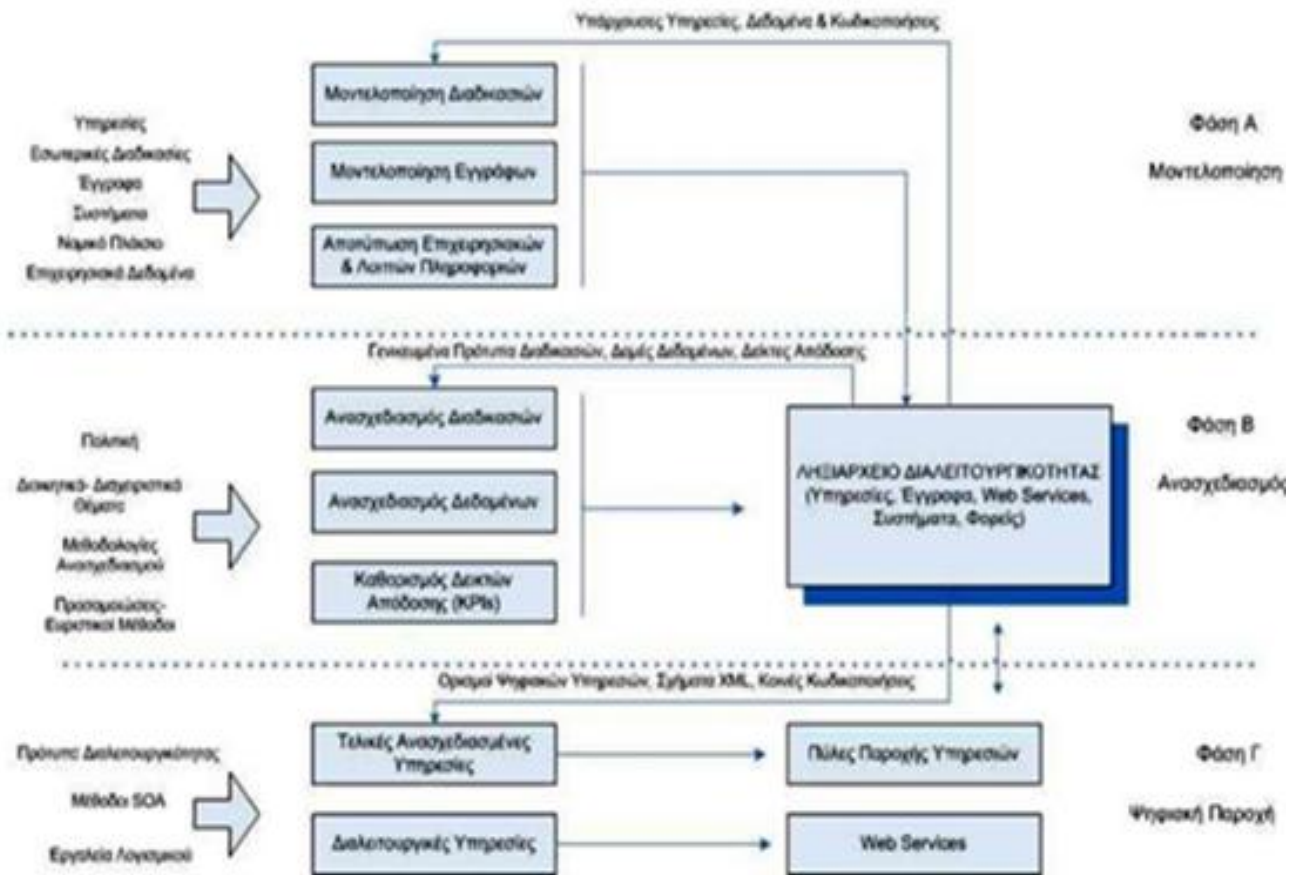 Υπάρχουσες Υπηρεσίες, Δεδομένα & Κωδικοποιήσεις
Μοντελοποίηση Διαδικασιών
Υπηρεσίες
Εσωτερικές Διαδικασίες
Έγγραφα
Συστήματα
Νομικό Πλάισιο
Επιχειρησιακά Δεδομένα
Μοντελοποίηση Εγγράφων
Αποτύπωση Επιχειρησιακών
& Λοιπών Πληροφοριών
Φάση Α
Μοντελοποίηση
Γενικευμένα Πρότυπα Διαδικασιών, Δομές Δεδομένων, Δείκτες Απόδοσης
Ανασχεδιασμός Διαδικασιών
Πολιτική
Διοικητικά- Διαχειριστικά
Θέματα
Μεθοδολογίες
Ανασχεδιασμού
Προσομοιώσεις-
Ευριστικοί Μέθοδοι
Ανασχεδιασμός Δεδομένων
Καθορισμός Δεικτών
Απόδοσης (KPIs)
ΛΗΞΙΑΡΧΕΙΟ ΔΙΑΛΕΙΤΟΥΡΓΙΚΟΤΗΤΑΣ
(Υπηρεσίες, Έγγραφα, Web Services,
Συστήματα, Φορείς)
Φάση Β
Ανασχεδιασμός
Ορισμοί Ψηφιακών Υπηρεσιών, Σχήματα XML, Κοινές Κωδικοποιήσεις
Πρότυπα Διαλειτουργικότητας
Μέθοδοι SOA
Εργαλεία Λογισμικού
Τελικές Ανασχεδιασμένες
Υπηρεσίες
Πύλες Παροχής Υπηρεσιών
Διαλειτουργικές Υπηρεσίες
Web Services
Φάση Γ
Ψηφιακή Παροχή